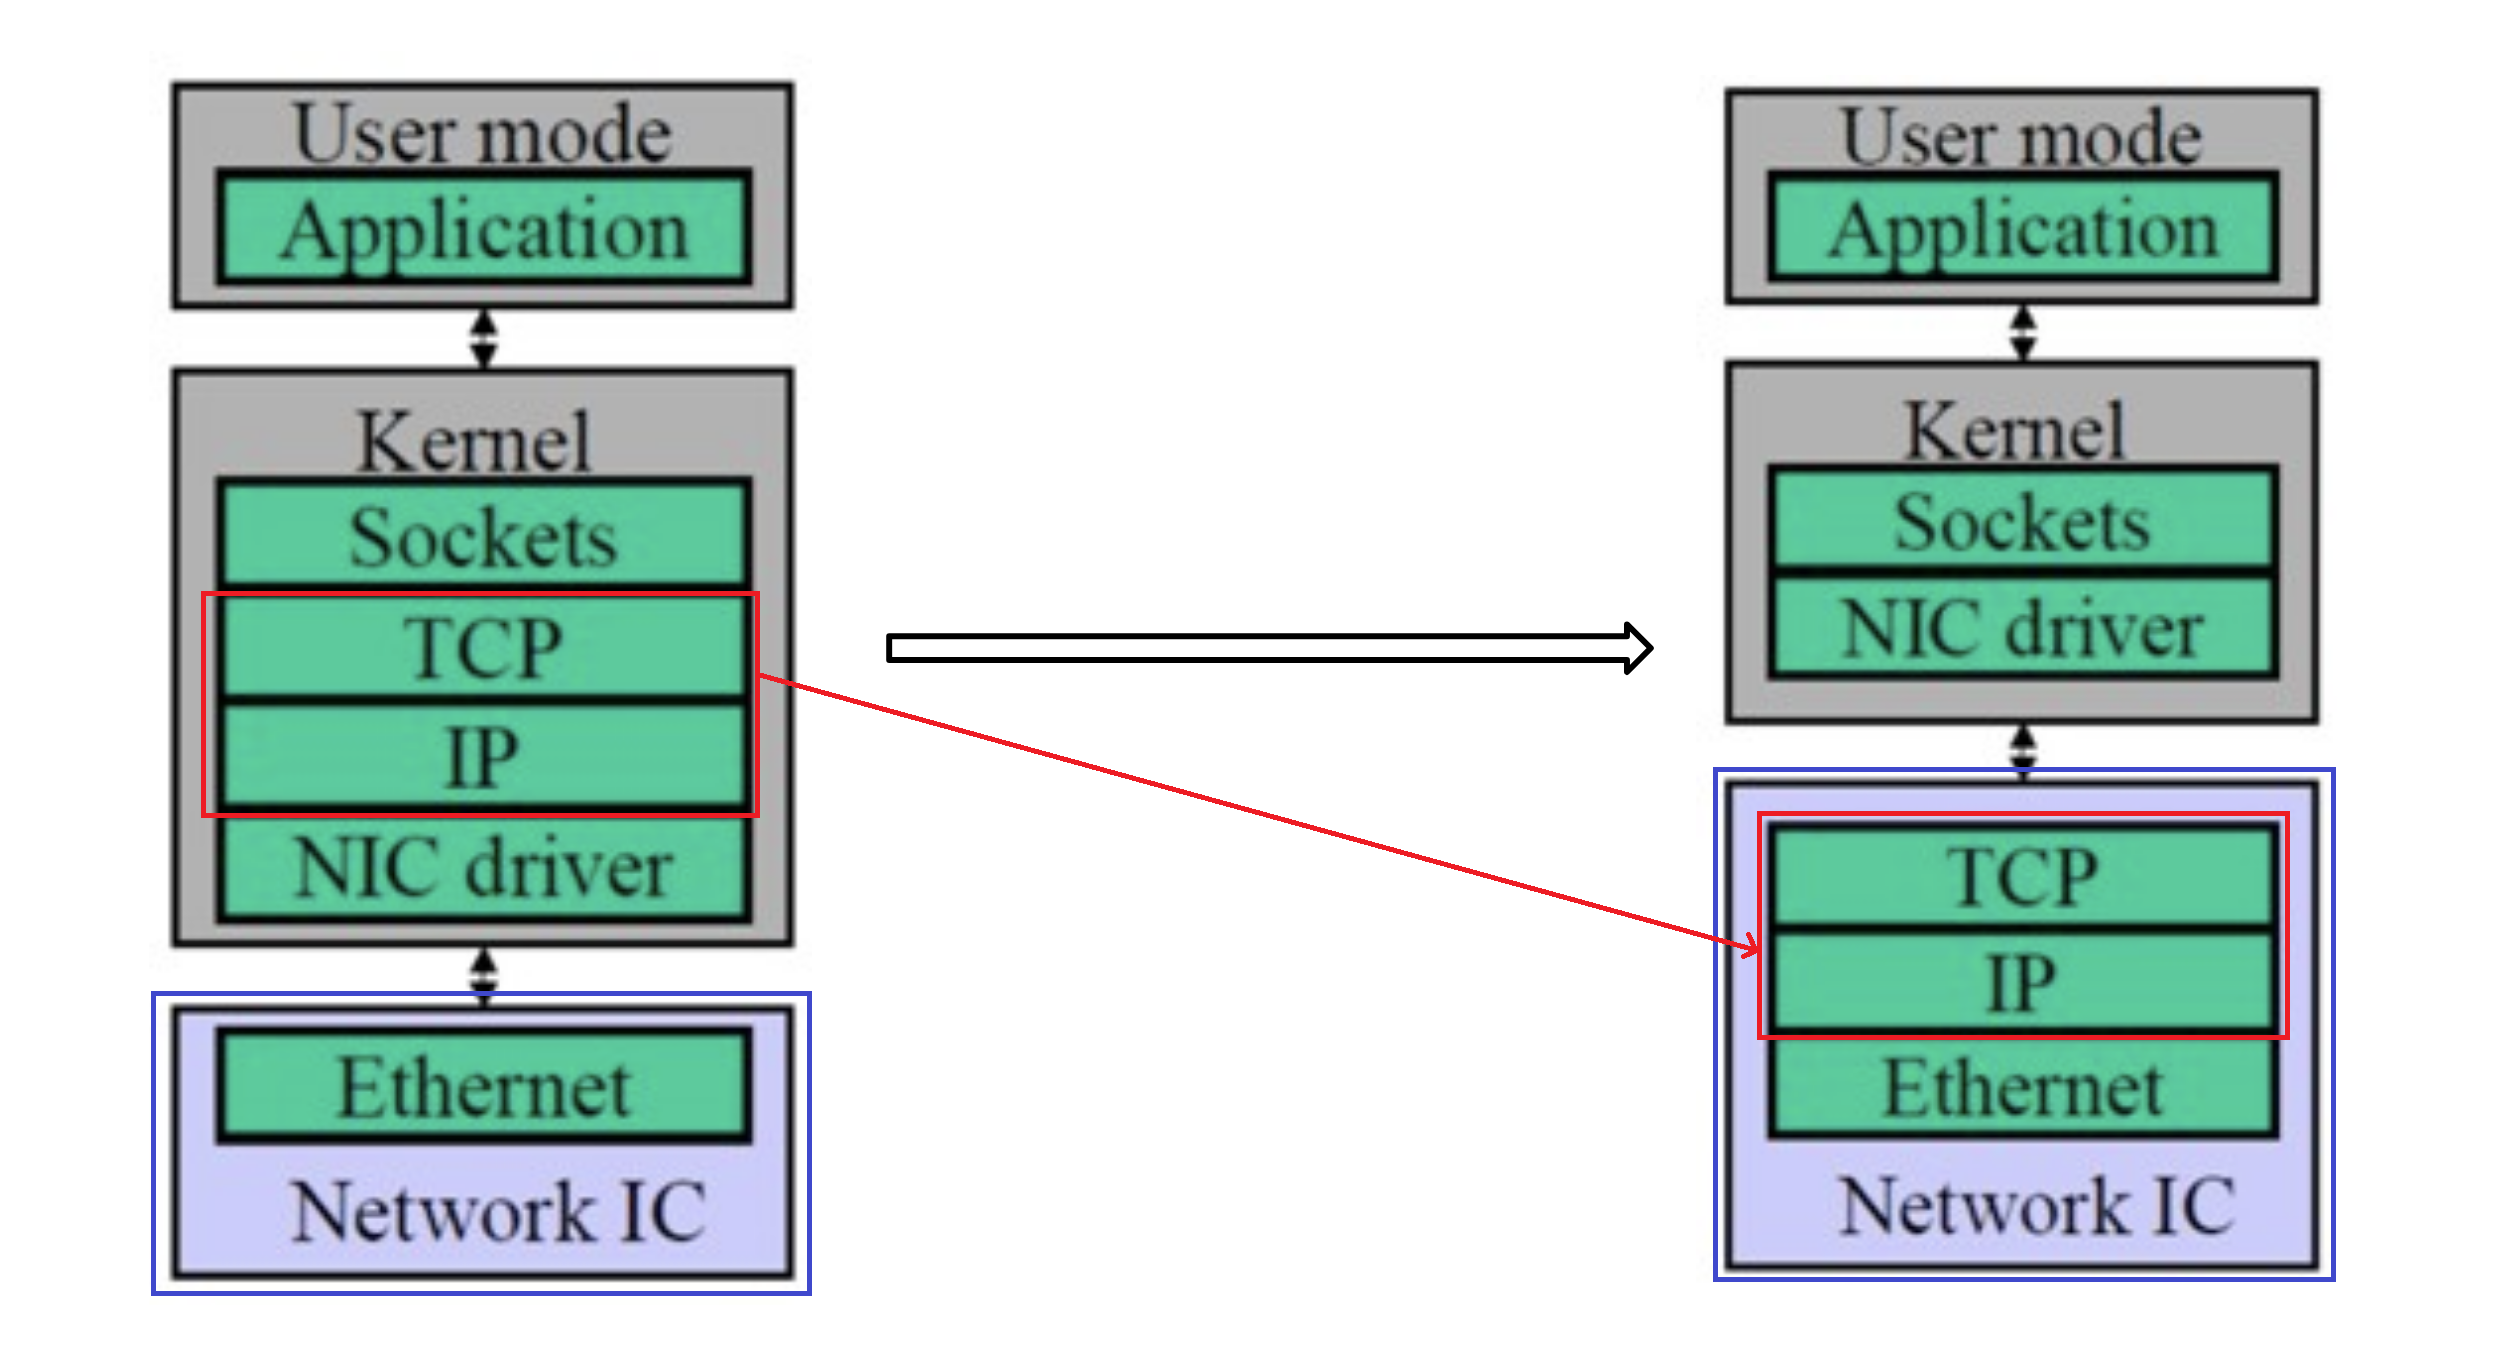 User mode
Application
Kernel
Sockets
TCP
IP
NIC driver
Ethernet
Network IC
User mode
Application
Kernel
Sockets
NIC driver
TCP
IP
Ethernet
Network IC